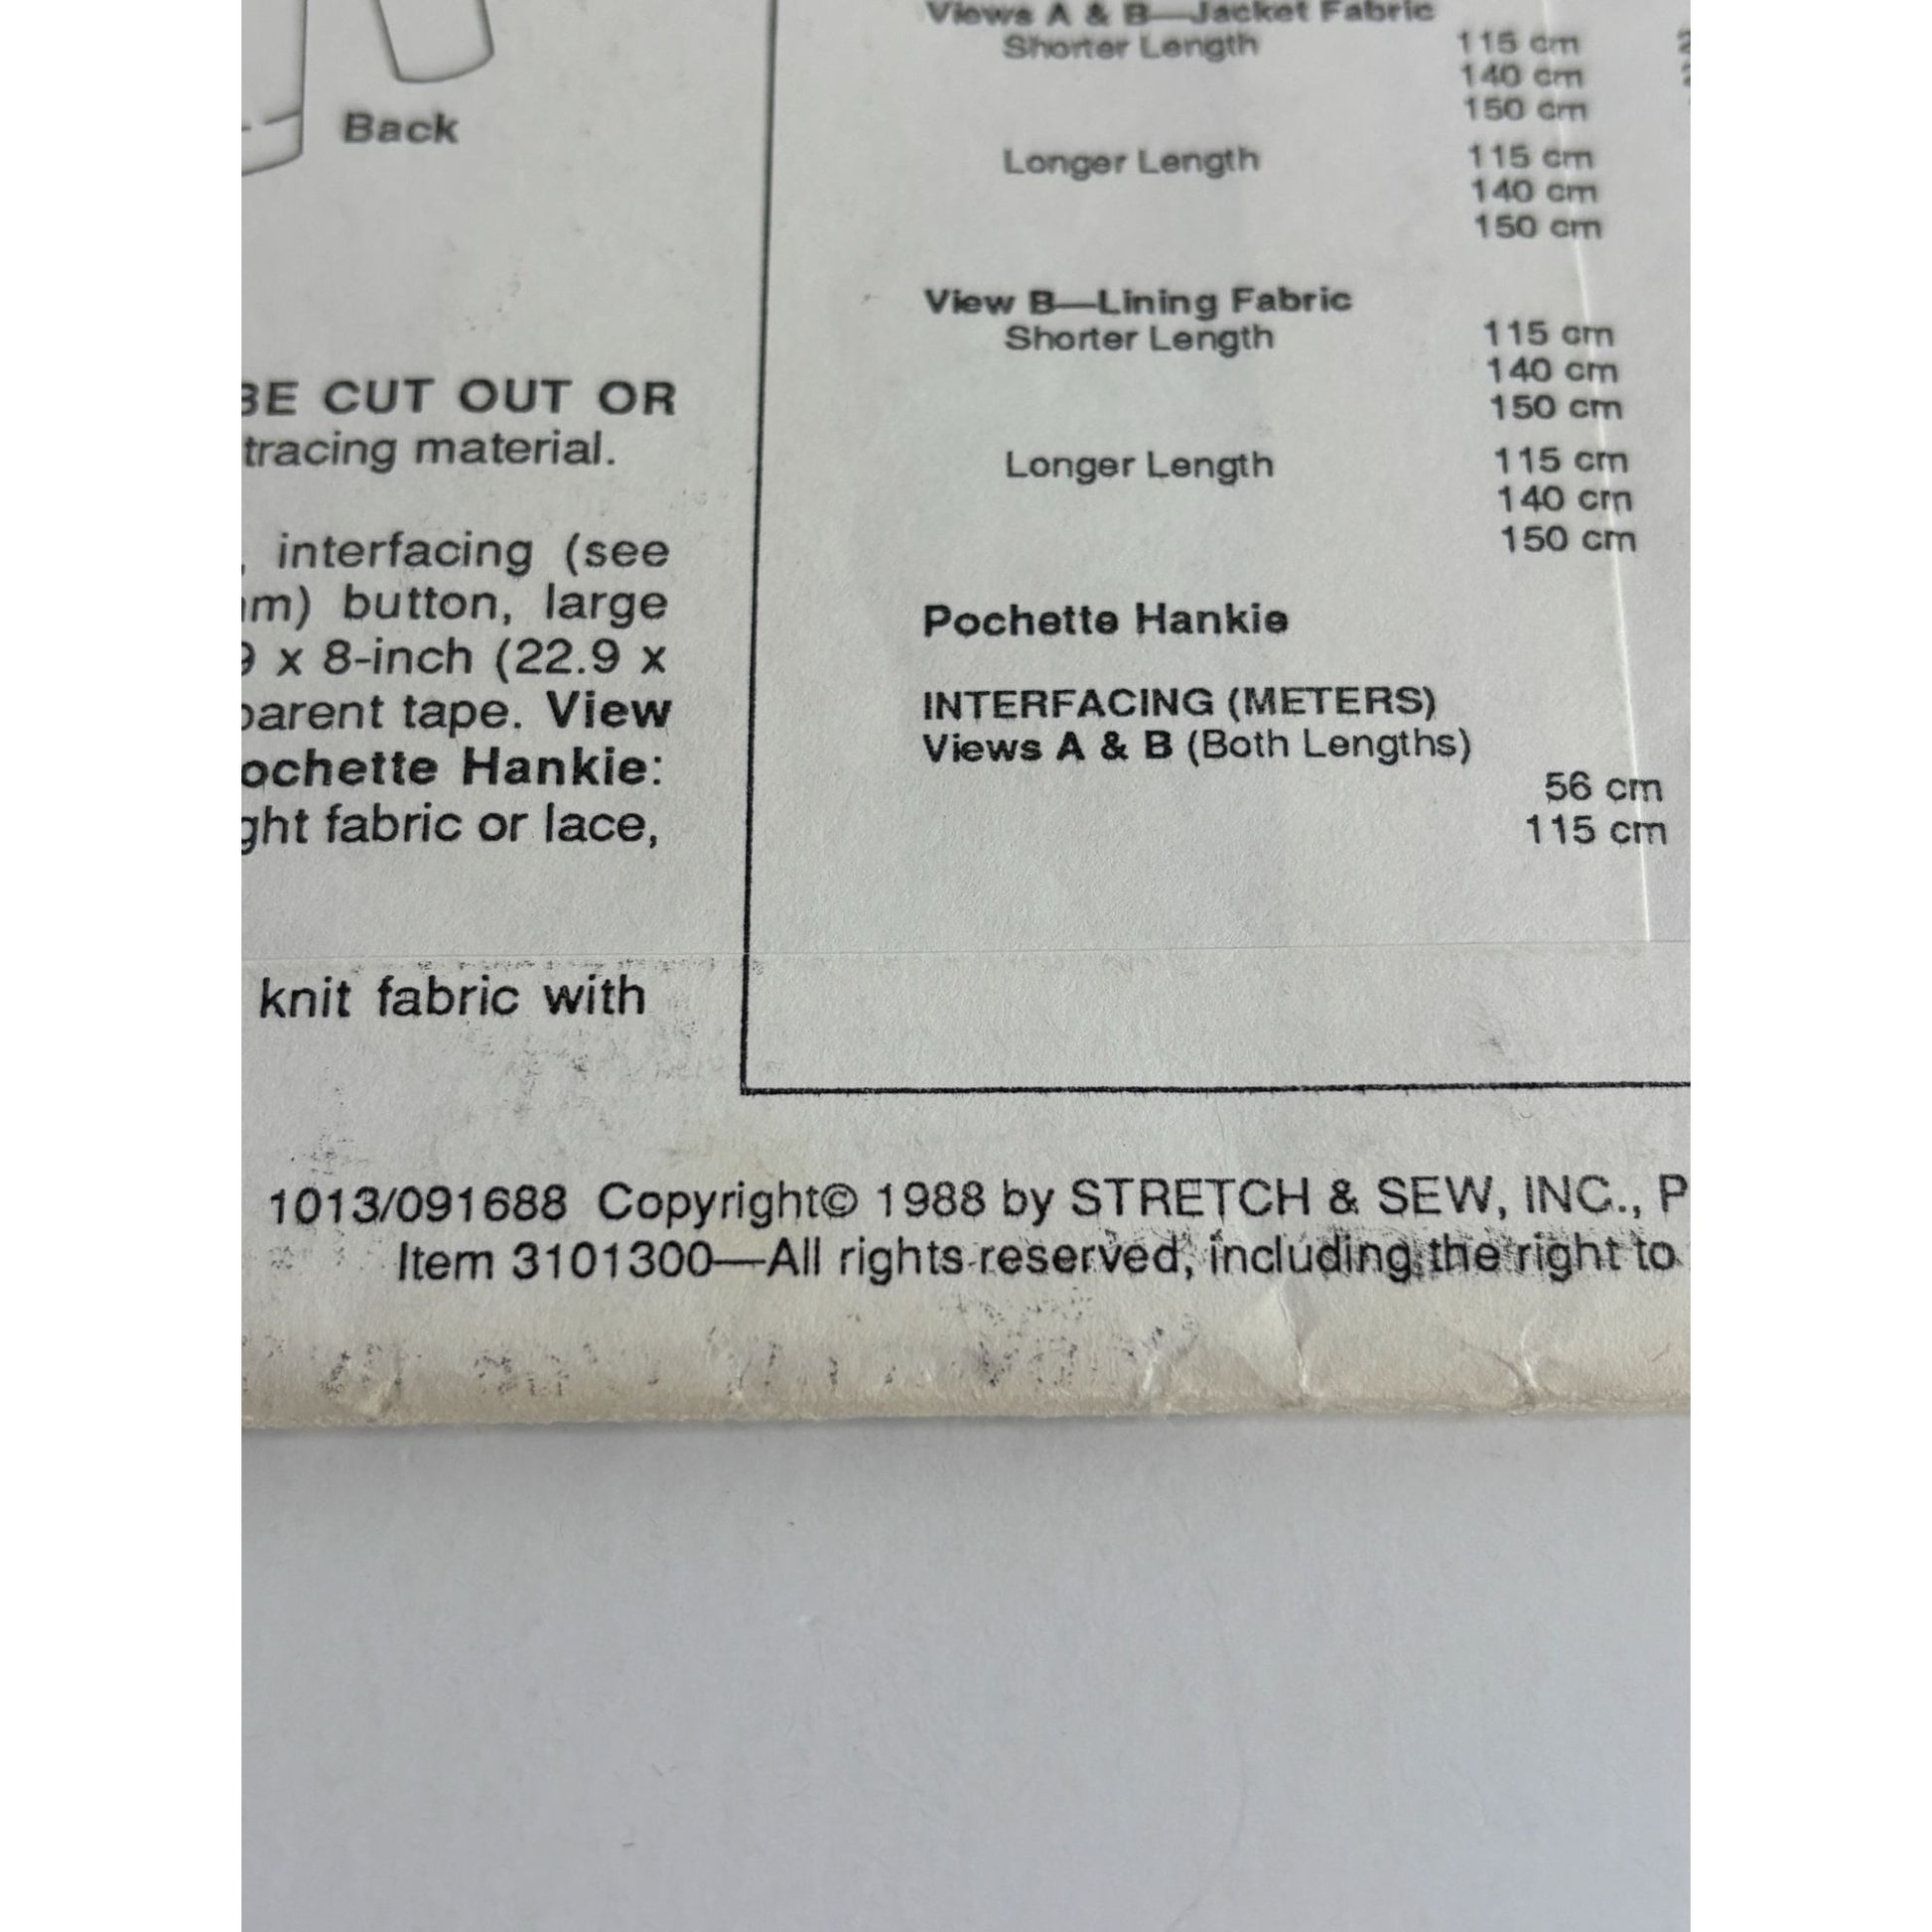 Back
BE CUT OUT OR
tracing material.
, interfacing (see
m) button, large
9 x 8-inch (22.9 x
parent tape. View
ochette Hankie:
ght fabric or lace,
knit fabric with
Views A & B—Jacket Fabric
Shorter Length 115 cm
140 cm
150 cm
Longer Length 115 cm
140 cm
150 cm
View B—Lining Fabric
Shorter Length 115 cm
140 cm
150 cm
Longer Length 115 cm
140 cm
150 cm
Pochette Hankie
INTERFACING (METERS)
Views A & B (Both Lengths)
56 cm
115 cm
1013/091688 Copyright© 1988 by STRETCH & SEW, INC., P
Item 3101300—All rights reserved, including the right to